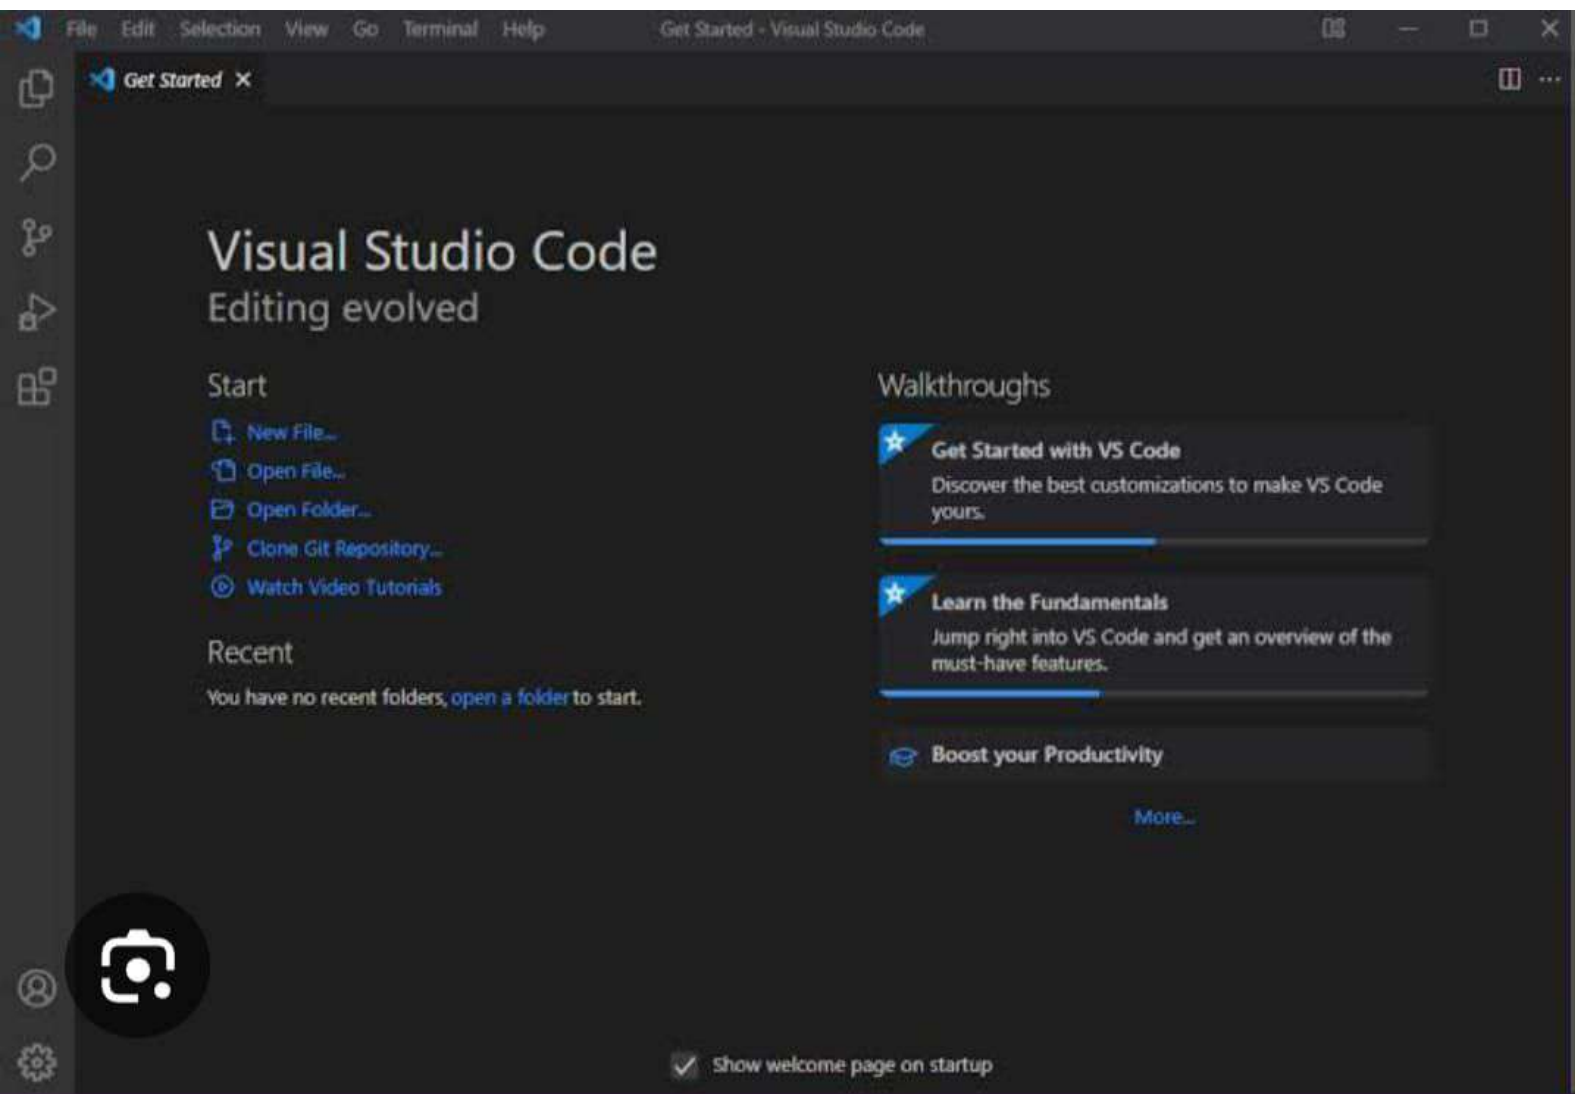 File Edit Selection View Go Terminal Help Get Started - Visual Studio Code
Get Started
Visual Studio Code
Editing evolved
Start
New File...
Open File...
Open Folder...
Clone Git Repository...
Watch Video Tutorials
Recent
You have no recent folders, open a folder to start.
Walkthroughs
Get Started with VS Code
Discover the best customizations to make VS Code
yours.
Learn the Fundamentals
Jump right into VS Code and get an overview of the
must-have features.
Boost your Productivity
More...
Show welcome page on startup